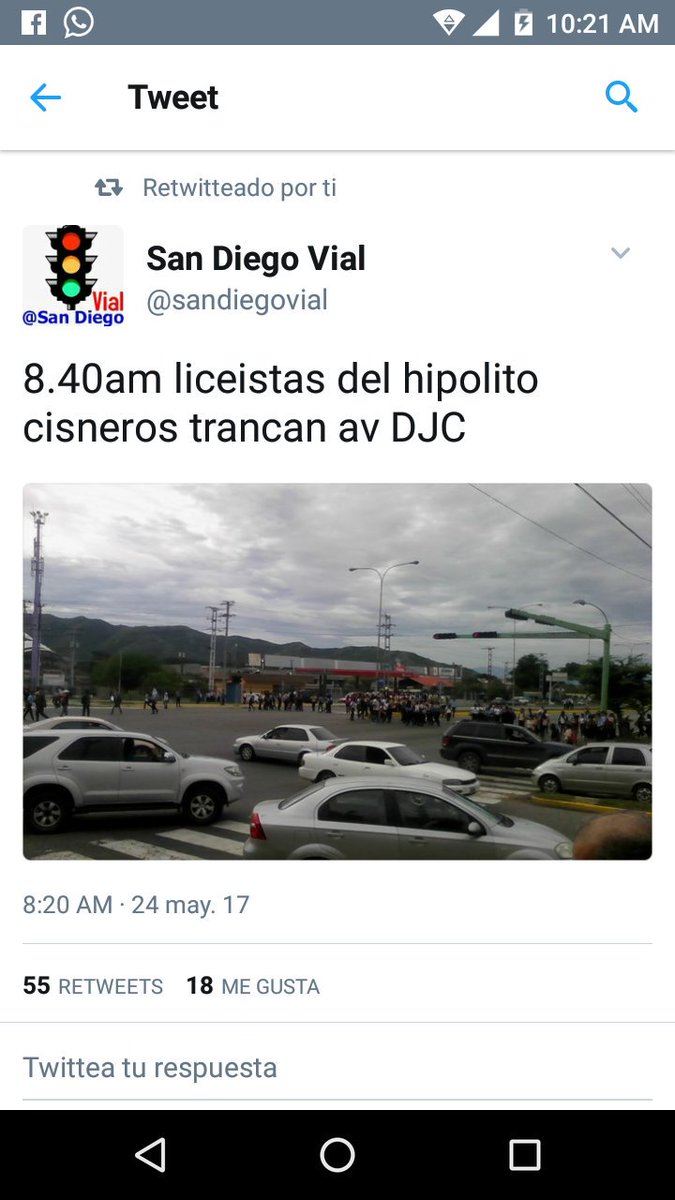 10:21 AM
Tweet
Retwitteado por ti
San Diego Vial
@sandiegovial
Vial
@San Diego
8.40am liceistas del hipolito
cisneros trancan av DJC
8:20 AM · 24 may. 17
55 RETWEETS 18 ME GUSTA
Twittea tu respuesta